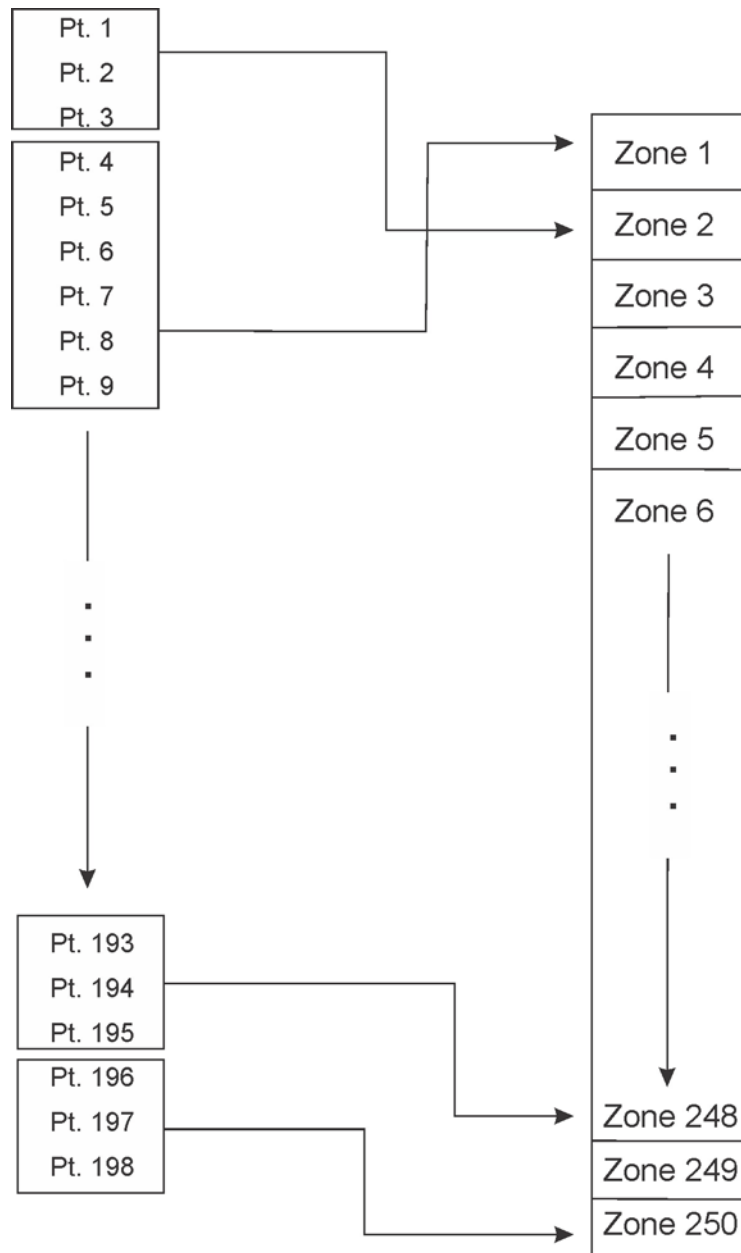 Pt. 1
Pt. 2
Pt. 3
Pt. 4
Pt. 5
Pt. 6
Pt. 7
Pt. 8
Pt. 9
Pt. 193
Pt. 194
Pt. 195
Pt. 196
Pt. 197
Pt. 198
Zone 1
Zone 2
Zone 3
Zone 4
Zone 5
Zone 6
Zone 248
Zone 249
Zone 250